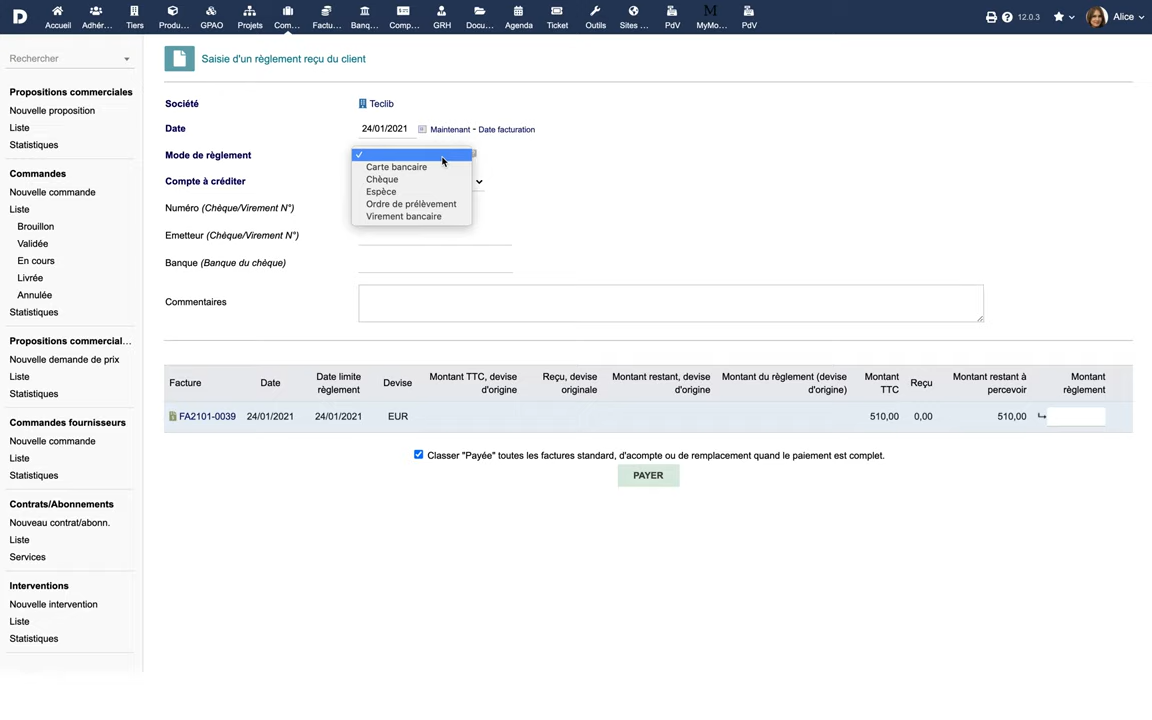 D Accueil Adhér... Tiers Produ... GPAO Projets Com... Factu... Banq... Comp... GRH Docu... Agenda Ticket Outils Sites ... PdV MyMo... PdV 12.0.3 Alice
Rechercher
Propositions commerciales
Nouvelle proposition
Liste
Statistiques
Commandes
Nouvelle commande
Liste
Brouillon
Validée
En cours
Livrée
Annulée
Statistiques
Propositions commercial...
Nouvelle demande de prix
Liste
Statistiques
Commandes fournisseurs
Nouvelle commande
Liste
Statistiques
Contrats/Abonnements
Nouveau contrat/abonn.
Liste
Services
Interventions
Nouvelle intervention
Liste
Statistiques
Saisie d'un règlement reçu du client
Société Teclib
Date 24/01/2021 Maintenant - Date facturation
Mode de règlement
Carte bancaire
Chèque
Espèce
Ordre de prélèvement
Virement bancaire
Compte à créditer
Numéro (Chèque/Virement N°)
Emetteur (Chèque/Virement N°)
Banque (Banque du chèque)
Commentaires
Facture Date Date limite règlement Devise Montant TTC, devise d'origine Reçu, devise originale Montant restant, devise d'origine Montant du règlement (devise d'origine) Montant TTC Reçu Montant restant à percevoir Montant règlement
FA2101-0039 24/01/2021 24/01/2021 EUR 510,00 0,00 510,00
Classer "Payée" toutes les factures standard, d'acompte ou de remplacement quand le paiement est complet.
PAYER